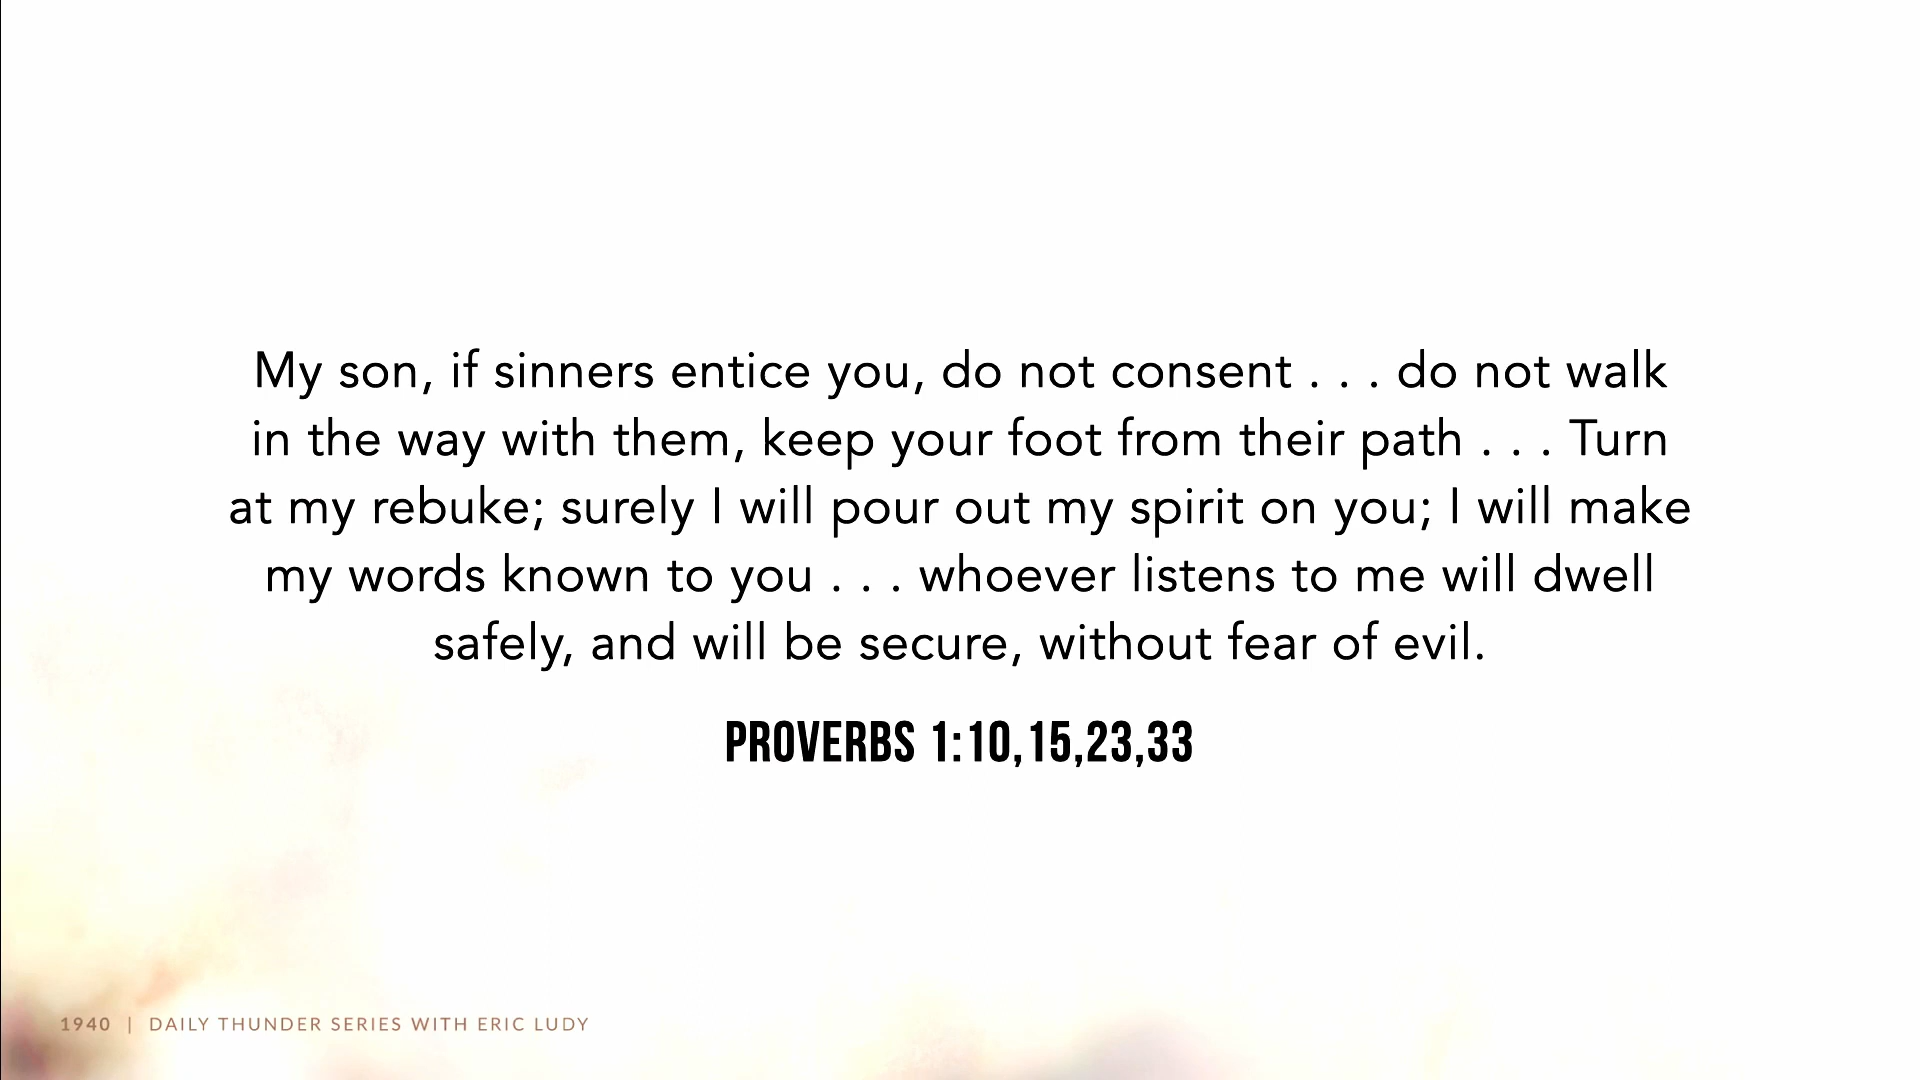 My son, if sinners entice you, do not consent . . . do not walk
in the way with them, keep your foot from their path . . . Turn
at my rebuke; surely I will pour out my spirit on you; I will make
my words known to you . . . whoever listens to me will dwell
safely, and will be secure, without fear of evil.
PROVERBS 1:10,15,23,33
1940 | DAILY THUNDER SERIES WITH ERIC LUDY